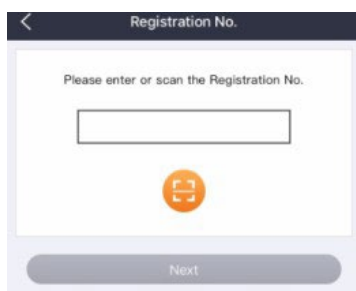 Registration No.
Please enter or scan the Registration No.
Next